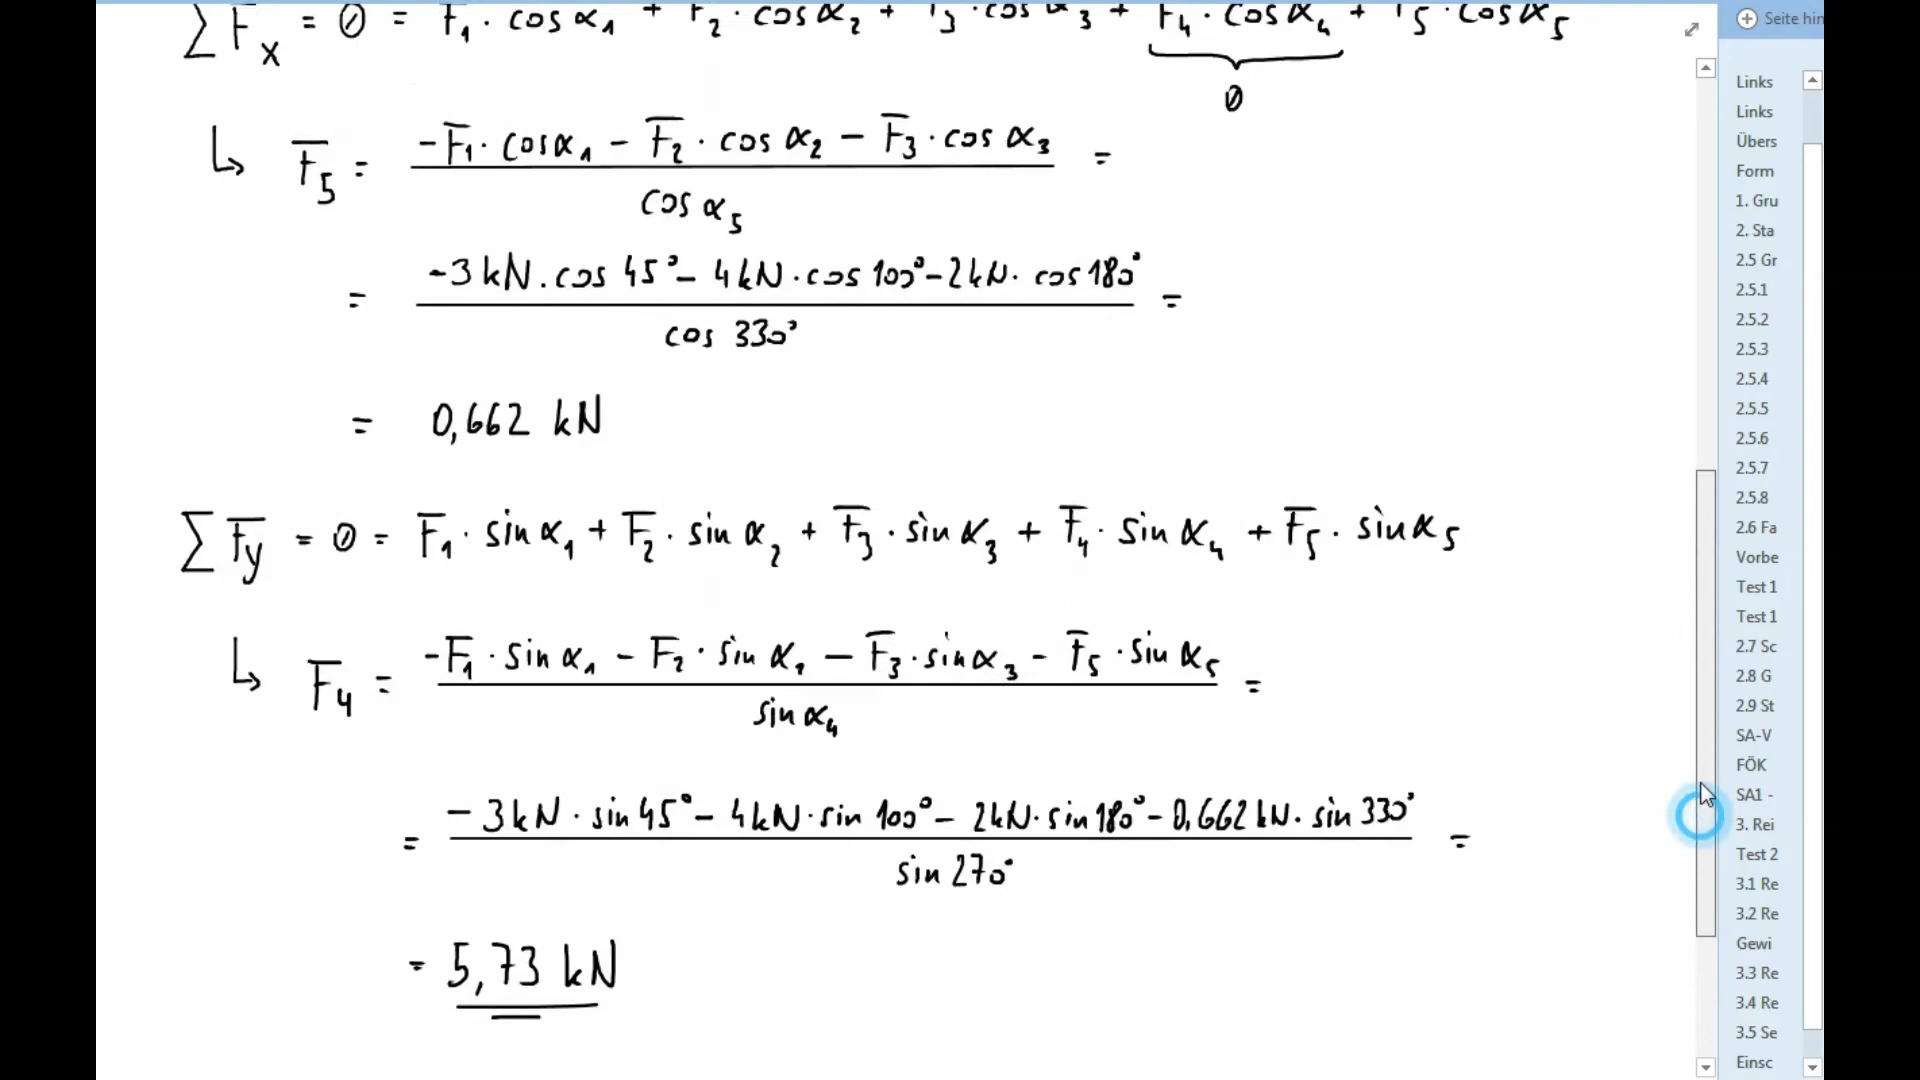 ∑ Fx = 0 = F1 · cos α1 + F2 · cos α2 + F3 · cos α3 + F4 · cos α4 + F5 · cos α5
0
↳ F5 = (-F1 · cos α1 - F2 · cos α2 - F3 · cos α3) / cos α5 =
= (-3 kN · cos 45° - 4 kN · cos 100° - 2 kN · cos 180°) / cos 330° =
= 0,662 kN
∑ Fy = 0 = F1 · sin α1 + F2 · sin α2 + F3 · sin α3 + F4 · sin α4 + F5 · sin α5
↳ F4 = (-F1 · sin α1 - F2 · sin α2 - F3 · sin α3 - F5 · sin α5) / sin α4 =
= (-3 kN · sin 45° - 4 kN · sin 100° - 2 kN · sin 180° - 0,662 kN · sin 330°) / sin 270° =
= 5,73 kN
Seite hin
Links
Links
Übers
Form
1. Gru
2. Sta
2.5 Gr
2.5.1
2.5.2
2.5.3
2.5.4
2.5.5
2.5.6
2.5.7
2.5.8
2.6 Fa
Vorbe
Test 1
Test 1
2.7 Sc
2.8 G
2.9 St
SA-V
FÖK
SA1 -
3. Rei
Test 2
3.1 Re
3.2 Re
Gewi
3.3 Re
3.4 Re
3.5 Se
Einsc